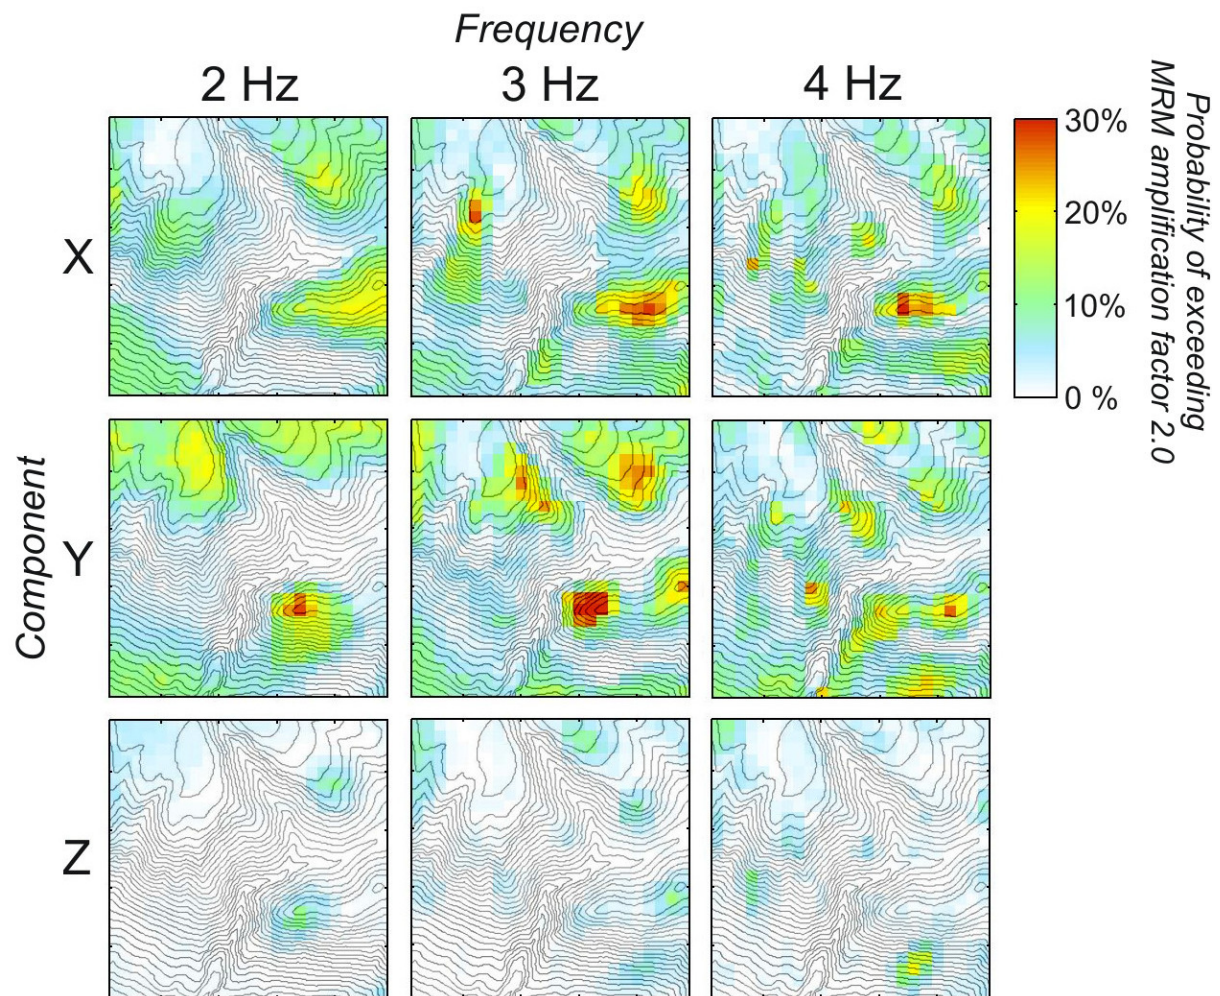 Frequency
2 Hz
3 Hz
4 Hz
X
Y
Z
Component
30%
20%
10%
0 %
Probability of exceeding
MRM amplification factor 2.0